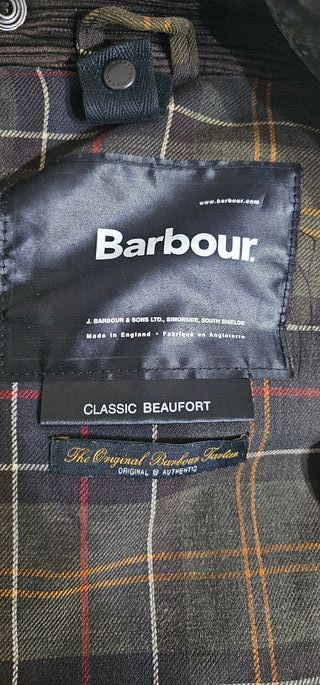 www.barbour.com
Barbour.
J. BARBOUR & SONS LTD., SIMONSIDE, SOUTH SHIELDS
Made in England • Fabriqué en Angleterre
CLASSIC BEAUFORT
The Original Barbour Tartan
ORIGINAL & AUTHENTIC